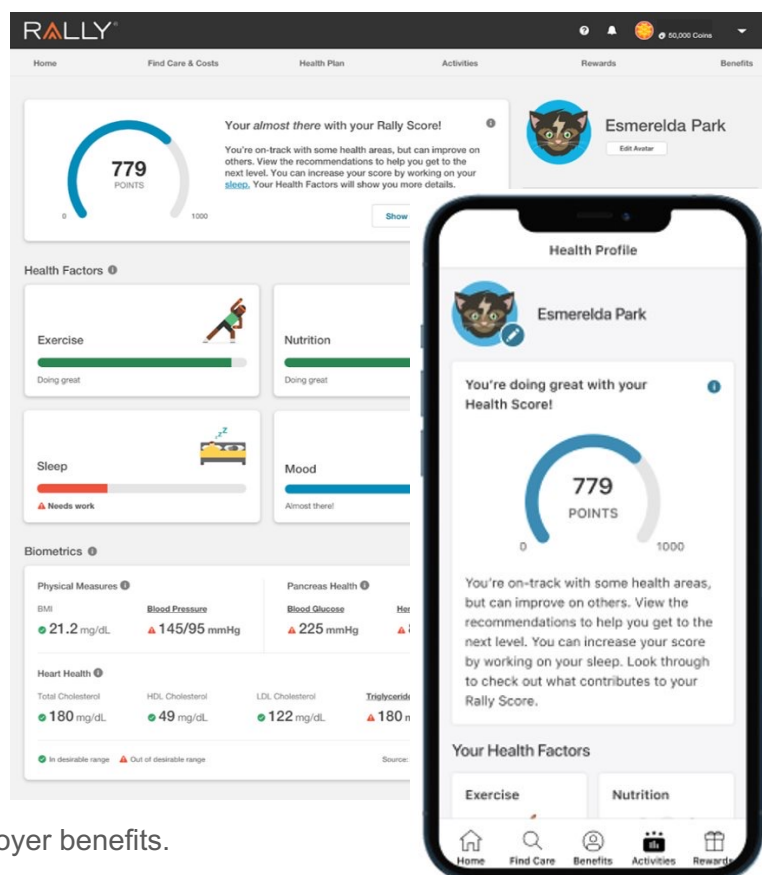 RALLY®
50,000 Coins
Home Find Care & Costs Health Plan Activities Rewards Benefits
Your almost there with your Rally Score!
You're on-track with some health areas, but can improve on
others. View the recommendations to help you get to the
next level. You can increase your score by working on your
sleep. Your Health Factors will show you more details.
779
POINTS
0 1000
Show
Esmerelda Park
Edit Avatar
Health Factors
Exercise
Doing great
Nutrition
Doing great
Sleep
Needs work
Mood
Almost there!
Biometrics
Physical Measures
BMI Blood Pressure
21.2 mg/dL 145/95 mmHg
Pancreas Health
Blood Glucose
225 mmHg
Heart Health
Total Cholesterol HDL Cholesterol LDL Cholesterol Triglyceride
180 mg/dL 49 mg/dL 122 mg/dL 180
In desirable range Out of desirable range Source:
Health Profile
Esmerelda Park
You're doing great with your
Health Score!
779
POINTS
0 1000
You're on-track with some health areas,
but can improve on others. View the
recommendations to help you get to the
next level. You can increase your score
by working on your sleep. Look through
to check out what contributes to your
Rally Score.
Your Health Factors
Exercise Nutrition
Home Find Care Benefits Activities Rewards
oyer benefits.